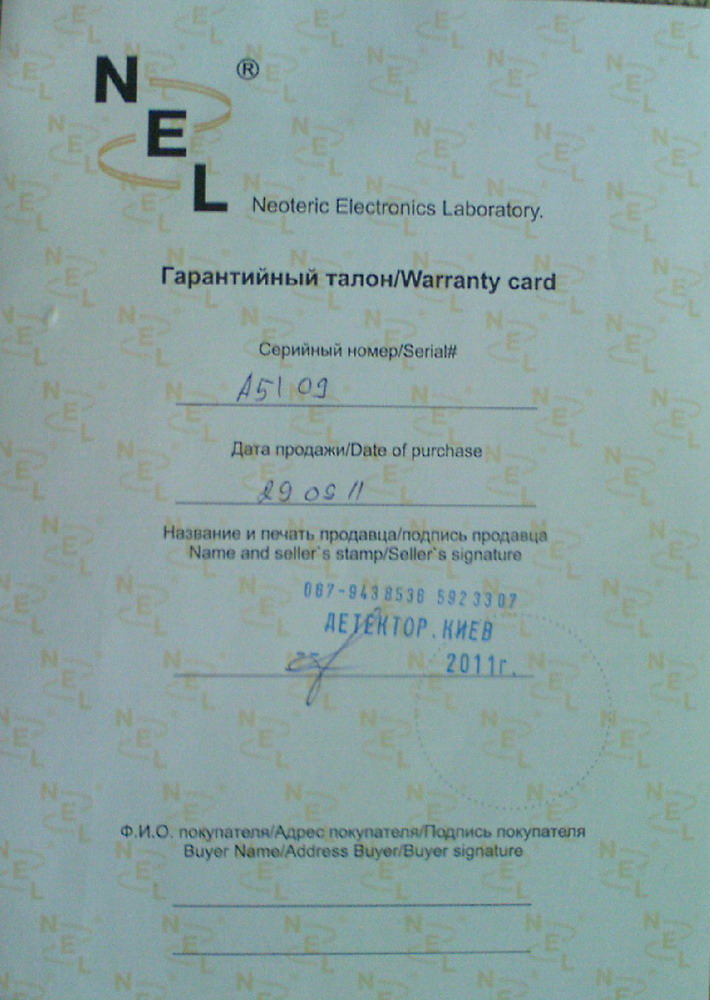 NEL®
Neoteric Electronics Laboratory.
Гарантийный талон/Warranty card
Серийный номер/Serial#
A5109
Дата продажи/Date of purchase
29 09 11
Название и печать продавца/подпись продавца
Name and seller`s stamp/Seller`s signature
067-9438536 5923307
ДЕТЕКТОР.КИЕВ
2011г.
Ф.И.О. покупателя/Адрес покупателя/Подпись покупателя
Buyer Name/Address Buyer/Buyer signature